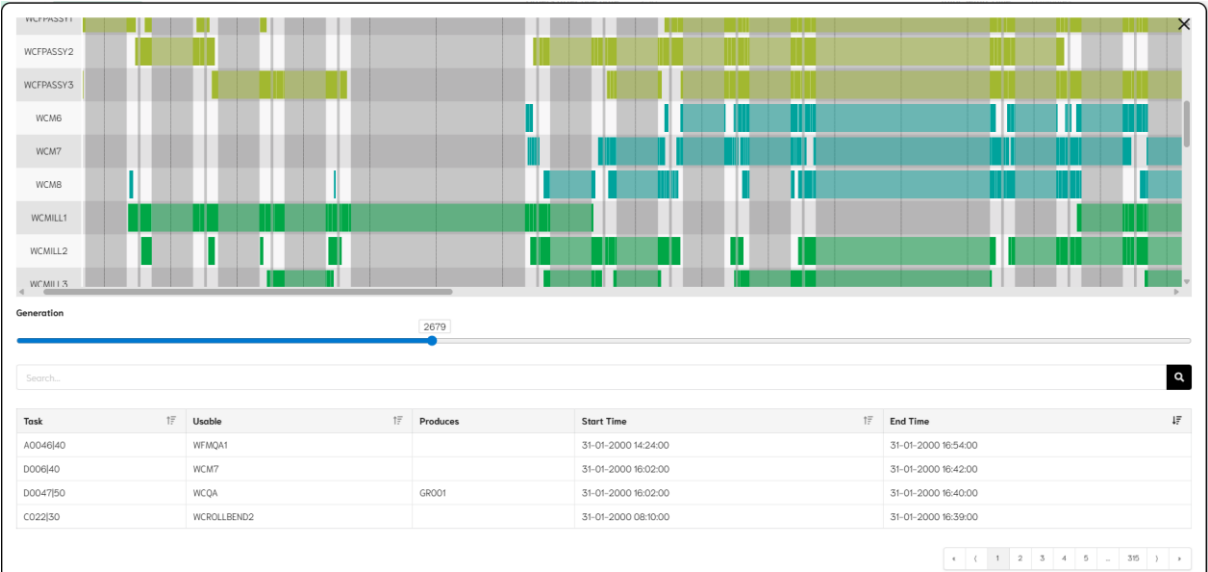 WCFPASSY1
WCFPASSY2
WCFPASSY3
WCM6
WCM7
WCM8
WCMILL1
WCMILL2
WCMILL3
Generation
2679
Search...
Task Usable Produces Start Time End Time
A0046|40 WFMQA1 31-01-2000 14:24:00 31-01-2000 16:54:00
D006|40 WCM7 31-01-2000 16:02:00 31-01-2000 16:42:00
D0047|50 WCQA GR001 31-01-2000 16:02:00 31-01-2000 16:40:00
C022|30 WCROLLBEND2 31-01-2000 08:10:00 31-01-2000 16:39:00
« ⟨ 1 2 3 4 5 ... 315 ⟩ »